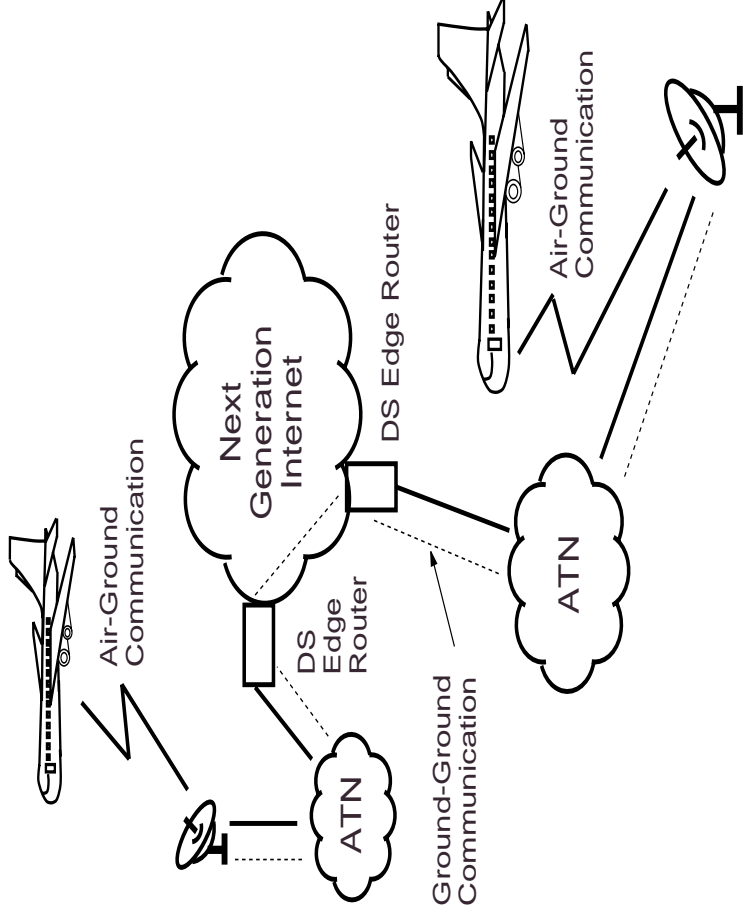 Air-Ground
Communication
ATN
DS
Edge
Router
Next
Generation
Internet
DS Edge Router
Ground-Ground
Communication
ATN
Air-Ground
Communication